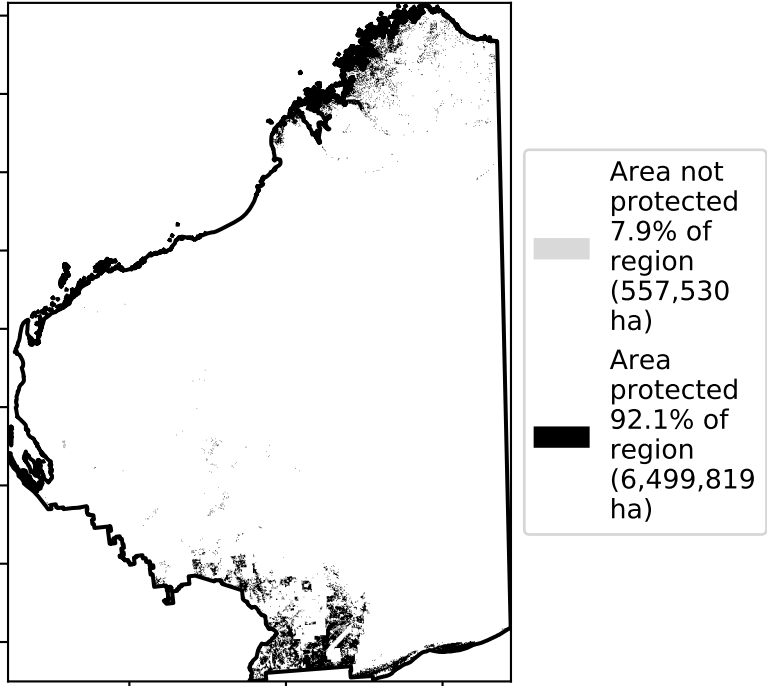 Area not
protected
7.9% of
region
(557,530
ha)
Area
protected
92.1% of
region
(6,499,819
ha)